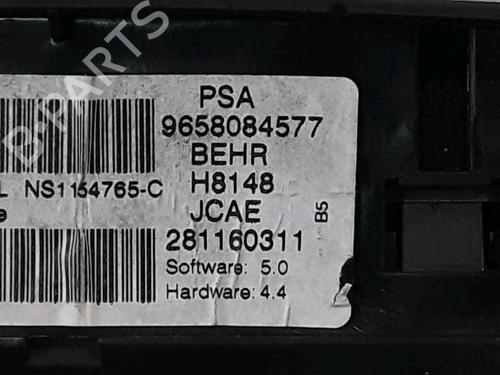 PSA
9658084577
BEHR
L NS1154765-C H8148
e
JCAE
B5
281160311
Software: 5.0
Hardware: 4.4
B-PARTS